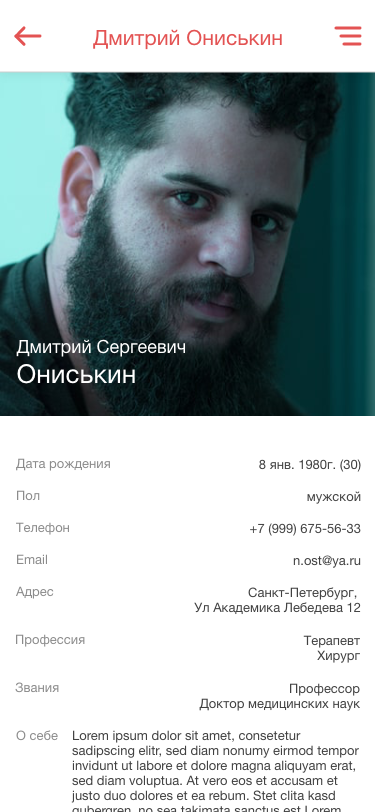 Дмитрий Ониськин
Дмитрий Сергеевич
Ониськин
Дата рождения 8 янв. 1980г. (30)
Пол мужской
Телефон +7 (999) 675-56-33
Email n.ost@ya.ru
Адрес Санкт-Петербург,
Ул Академика Лебедева 12
Профессия Терапевт
Хирург
Звания Профессор
Доктор медицинских наук
О себе Lorem ipsum dolor sit amet, consetetur
sadipscing elitr, sed diam nonumy eirmod tempor
invidunt ut labore et dolore magna aliquyam erat,
sed diam voluptua. At vero eos et accusam et
justo duo dolores et ea rebum. Stet clita kasd
gubergren, no sea takimata sanctus est Lorem